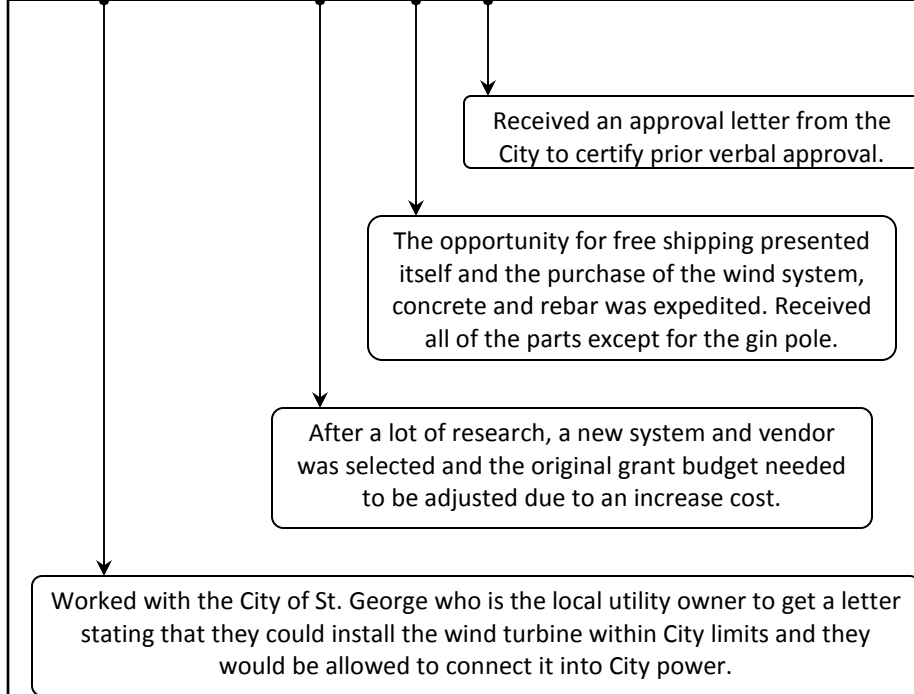 Received an approval letter from the
City to certify prior verbal approval.
The opportunity for free shipping presented
itself and the purchase of the wind system,
concrete and rebar was expedited. Received
all of the parts except for the gin pole.
After a lot of research, a new system and vendor
was selected and the original grant budget needed
to be adjusted due to an increase cost.
Worked with the City of St. George who is the local utility owner to get a letter
stating that they could install the wind turbine within City limits and they
would be allowed to connect it into City power.